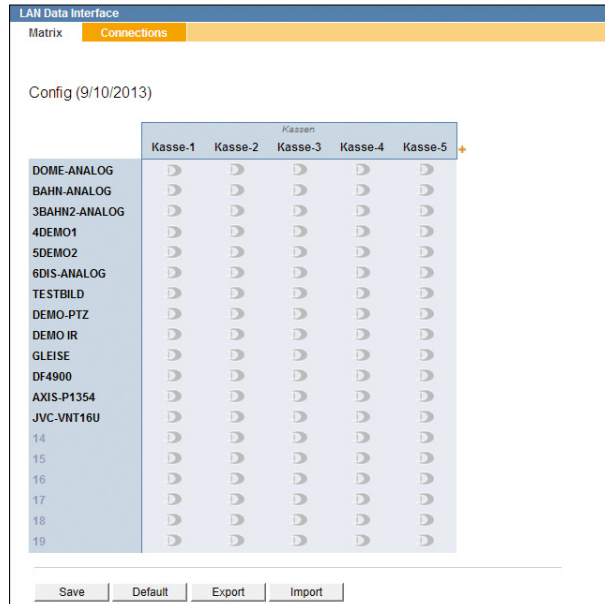 LAN Data Interface
Matrix Connections
Config (9/10/2013)
Kassen
Kasse-1 Kasse-2 Kasse-3 Kasse-4 Kasse-5 +
DOME-ANALOG
BAHN-ANALOG
3BAHN2-ANALOG
4DEMO1
5DEMO2
6DIS-ANALOG
TESTBILD
DEMO-PTZ
DEMO IR
GLEISE
DF4900
AXIS-P1354
JVC-VNT16U
14
15
16
17
18
19
Save Default Export Import